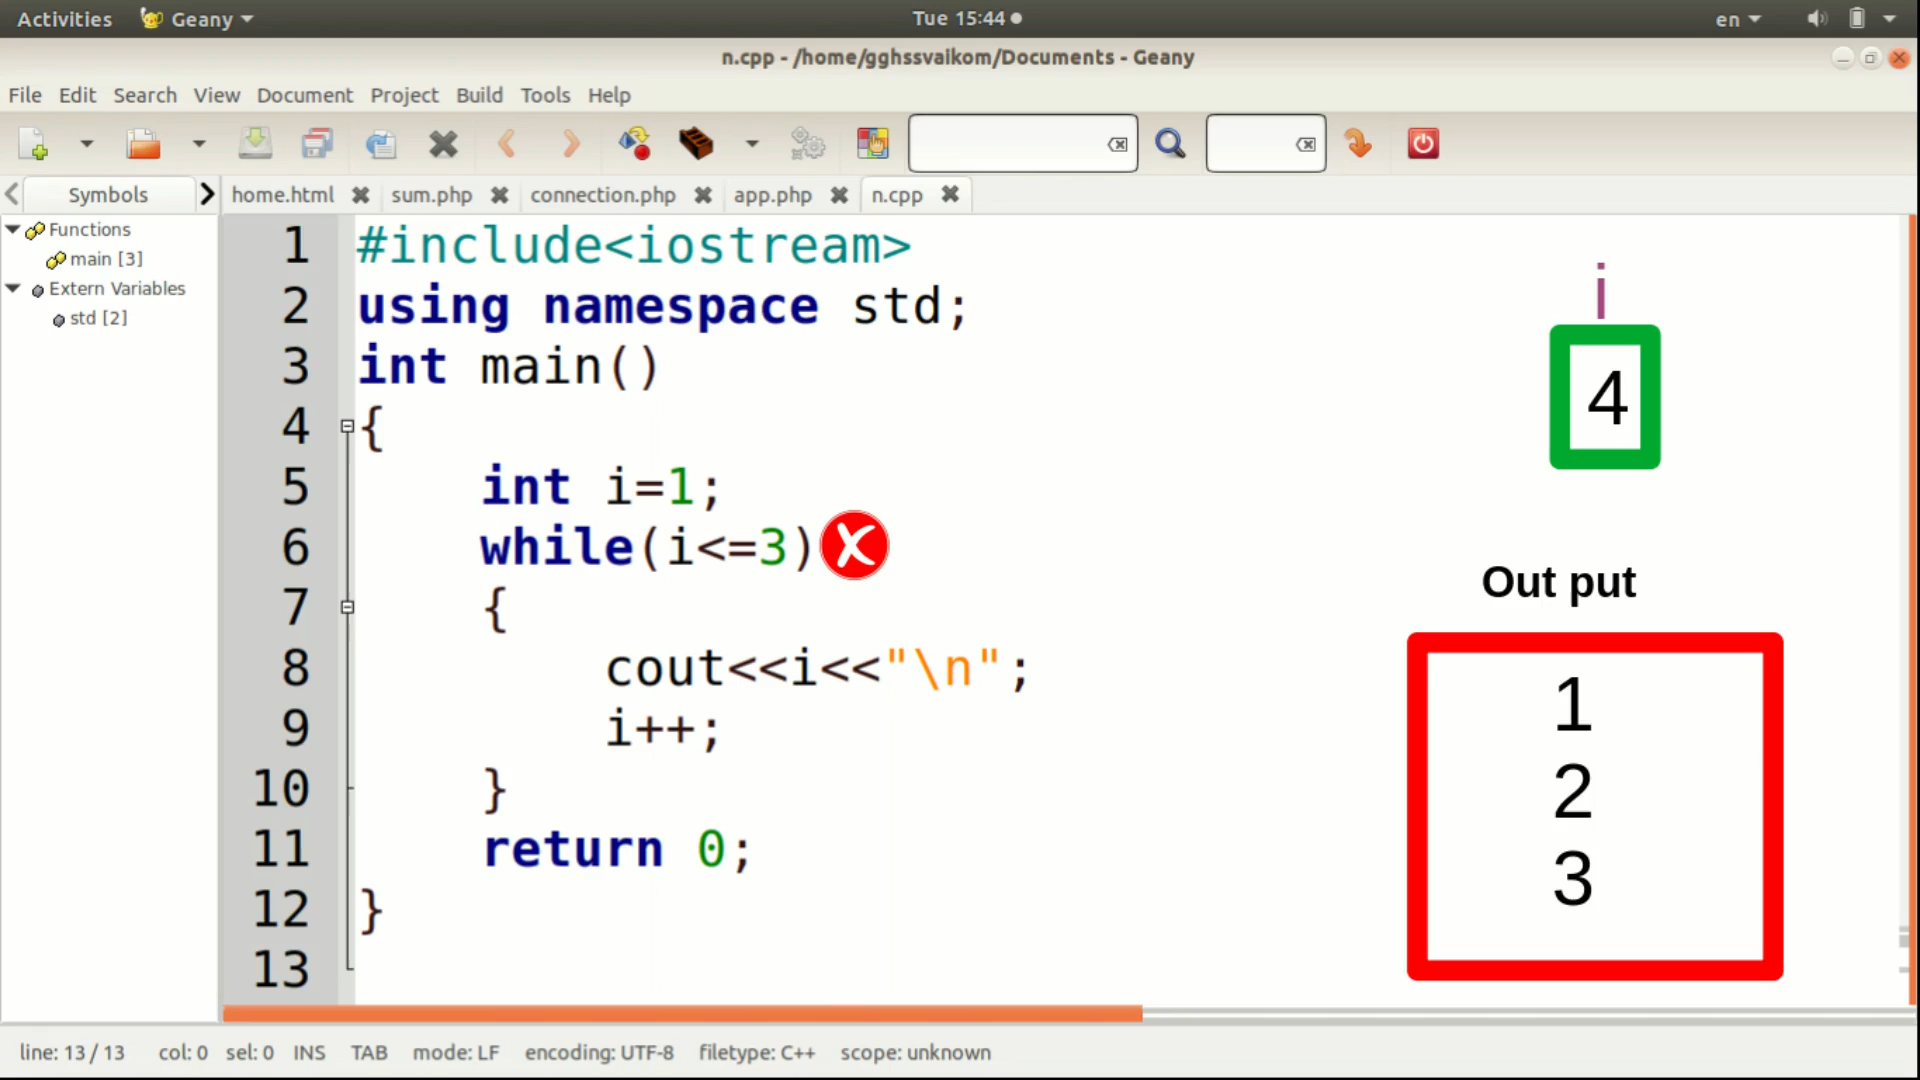 Activities Geany Tue 15:44 en
n.cpp - /home/gghssvaikom/Documents - Geany
File Edit Search View Document Project Build Tools Help
Symbols home.html sum.php connection.php app.php n.cpp
Functions
main [3]
Extern Variables
std [2]
1 #include<iostream>
2 using namespace std;
3 int main()
4 {
5 int i=1;
6 while(i<=3)
7 {
8 cout<<i<<"\n";
9 i++;
10 }
11 return 0;
12 }
13
i
4
Out put
1
2
3
line: 13 / 13 col: 0 sel: 0 INS TAB mode: LF encoding: UTF-8 filetype: C++ scope: unknown